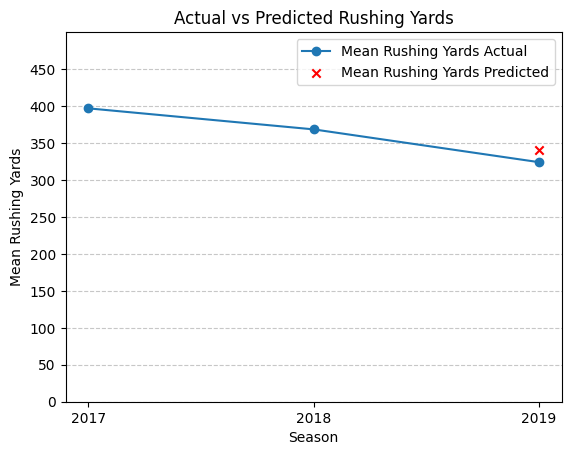 Actual vs Predicted Rushing Yards
Mean Rushing Yards Actual
Mean Rushing Yards Predicted
Mean Rushing Yards
450
400
350
300
250
200
150
100
50
0
2017
2018
2019
Season